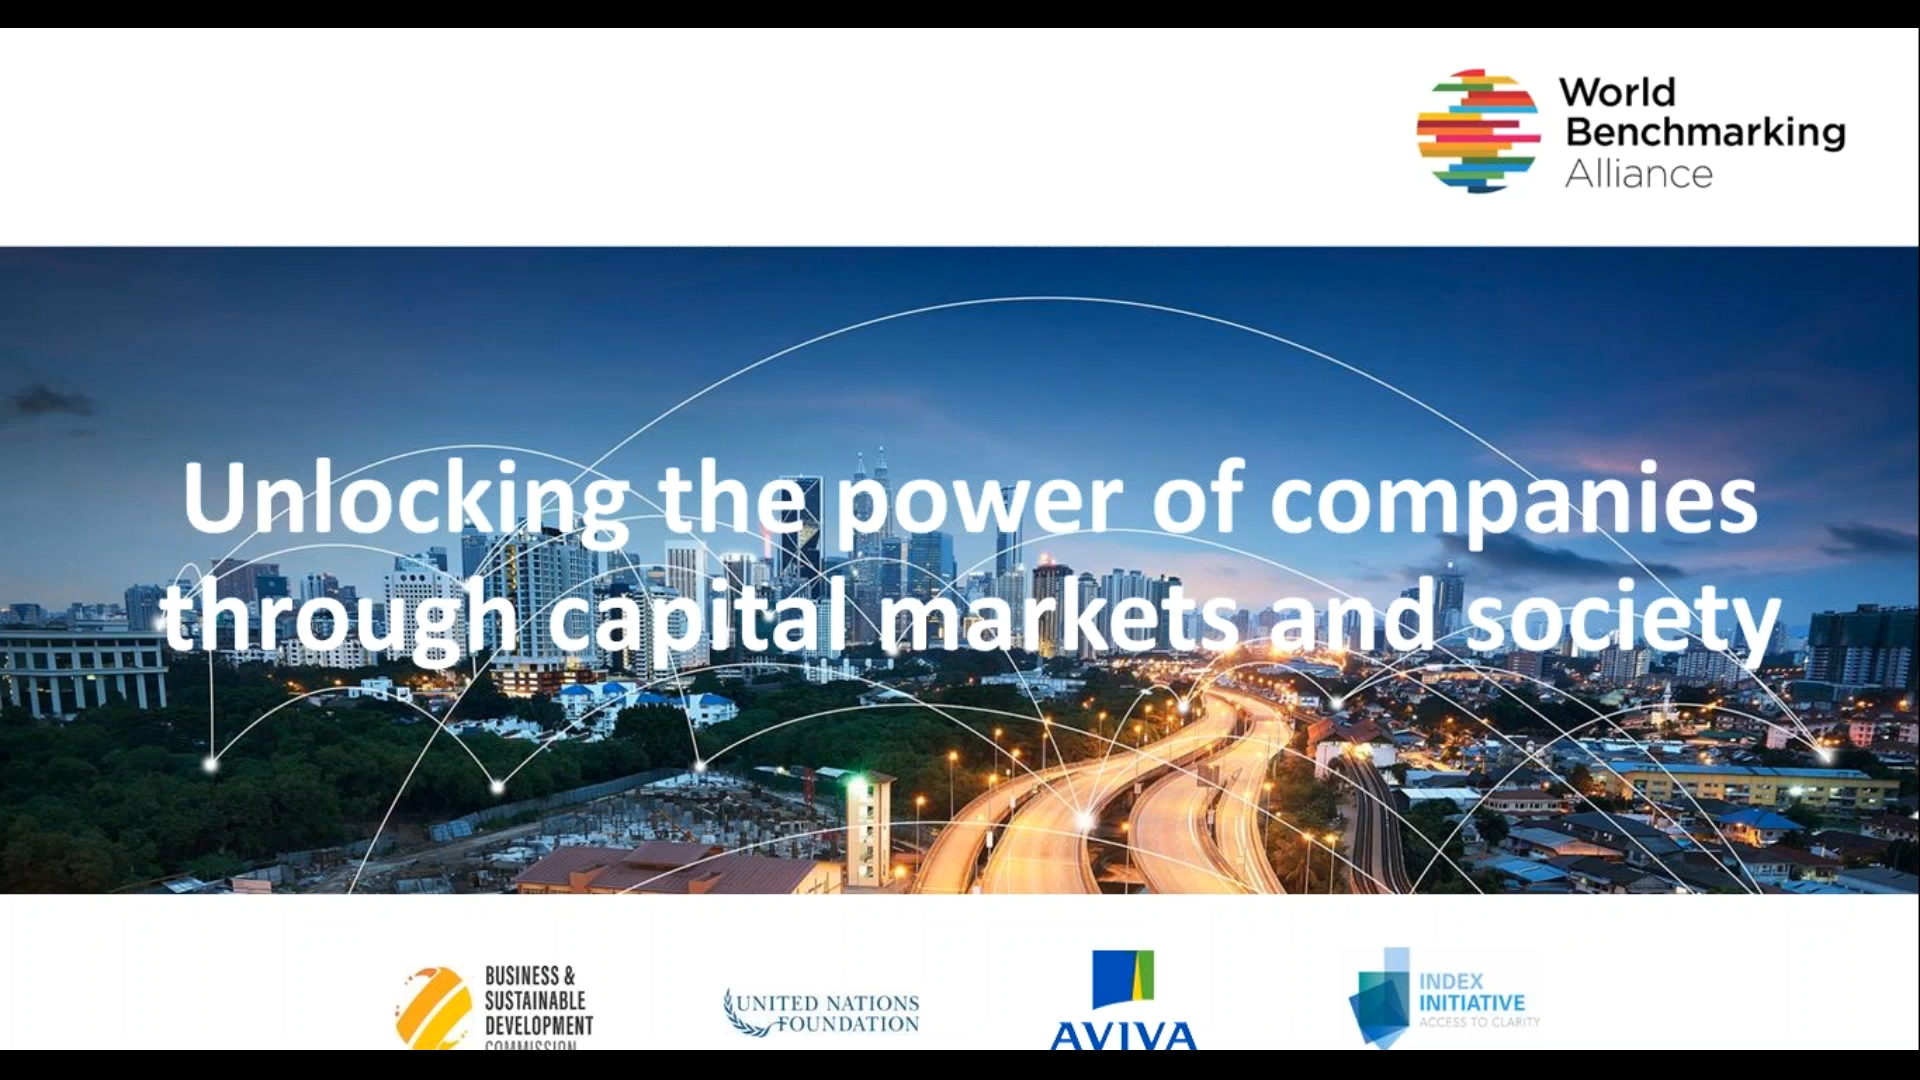 World
Benchmarking
Alliance
Unlocking the power of companies
through capital markets and society
BUSINESS &
SUSTAINABLE
DEVELOPMENT
COMMISSION
UNITED NATIONS
FOUNDATION
AVIVA
INDEX
INITIATIVE
ACCESS TO CLARITY